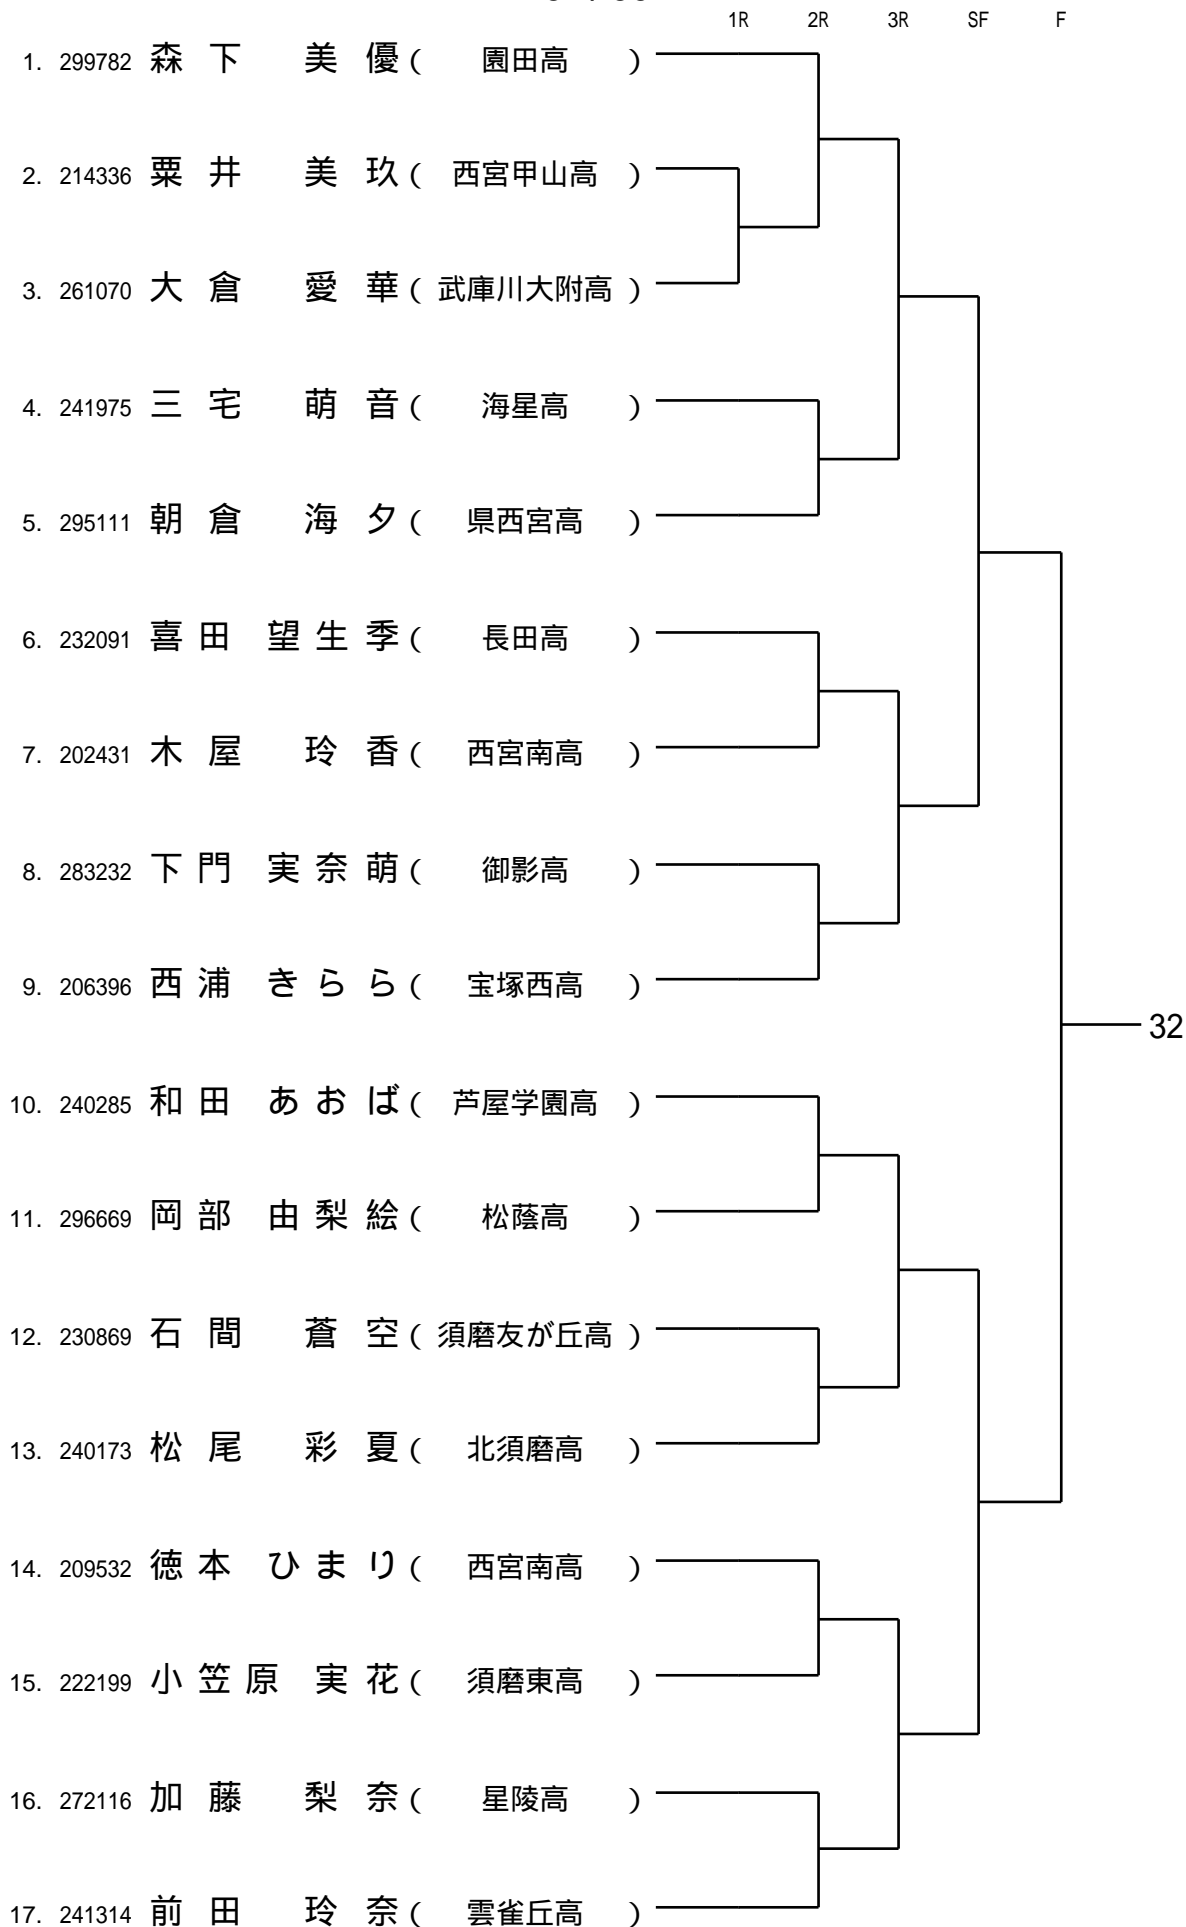 1R 2R 3R SF F
1. 299782 森下 美優( 園田高 )
2. 214336 粟井 美玖( 西宮甲山高 )
3. 261070 大倉 愛華( 武庫川大附高 )
4. 241975 三宅 萌音( 海星高 )
5. 295111 朝倉 海夕( 県西宮高 )
6. 232091 喜田 望生季( 長田高 )
7. 202431 木屋 玲香( 西宮南高 )
8. 283232 下門 実奈萌( 御影高 )
9. 206396 西浦 きらら( 宝塚西高 )
32
10. 240285 和田 あおば( 芦屋学園高 )
11. 296669 岡部 由梨絵( 松蔭高 )
12. 230869 石間 蒼空( 須磨友が丘高 )
13. 240173 松尾 彩夏( 北須磨高 )
14. 209532 徳本 ひまり( 西宮南高 )
15. 222199 小笠原 実花( 須磨東高 )
16. 272116 加藤 梨奈( 星陵高 )
17. 241314 前田 玲奈( 雲雀丘高 )